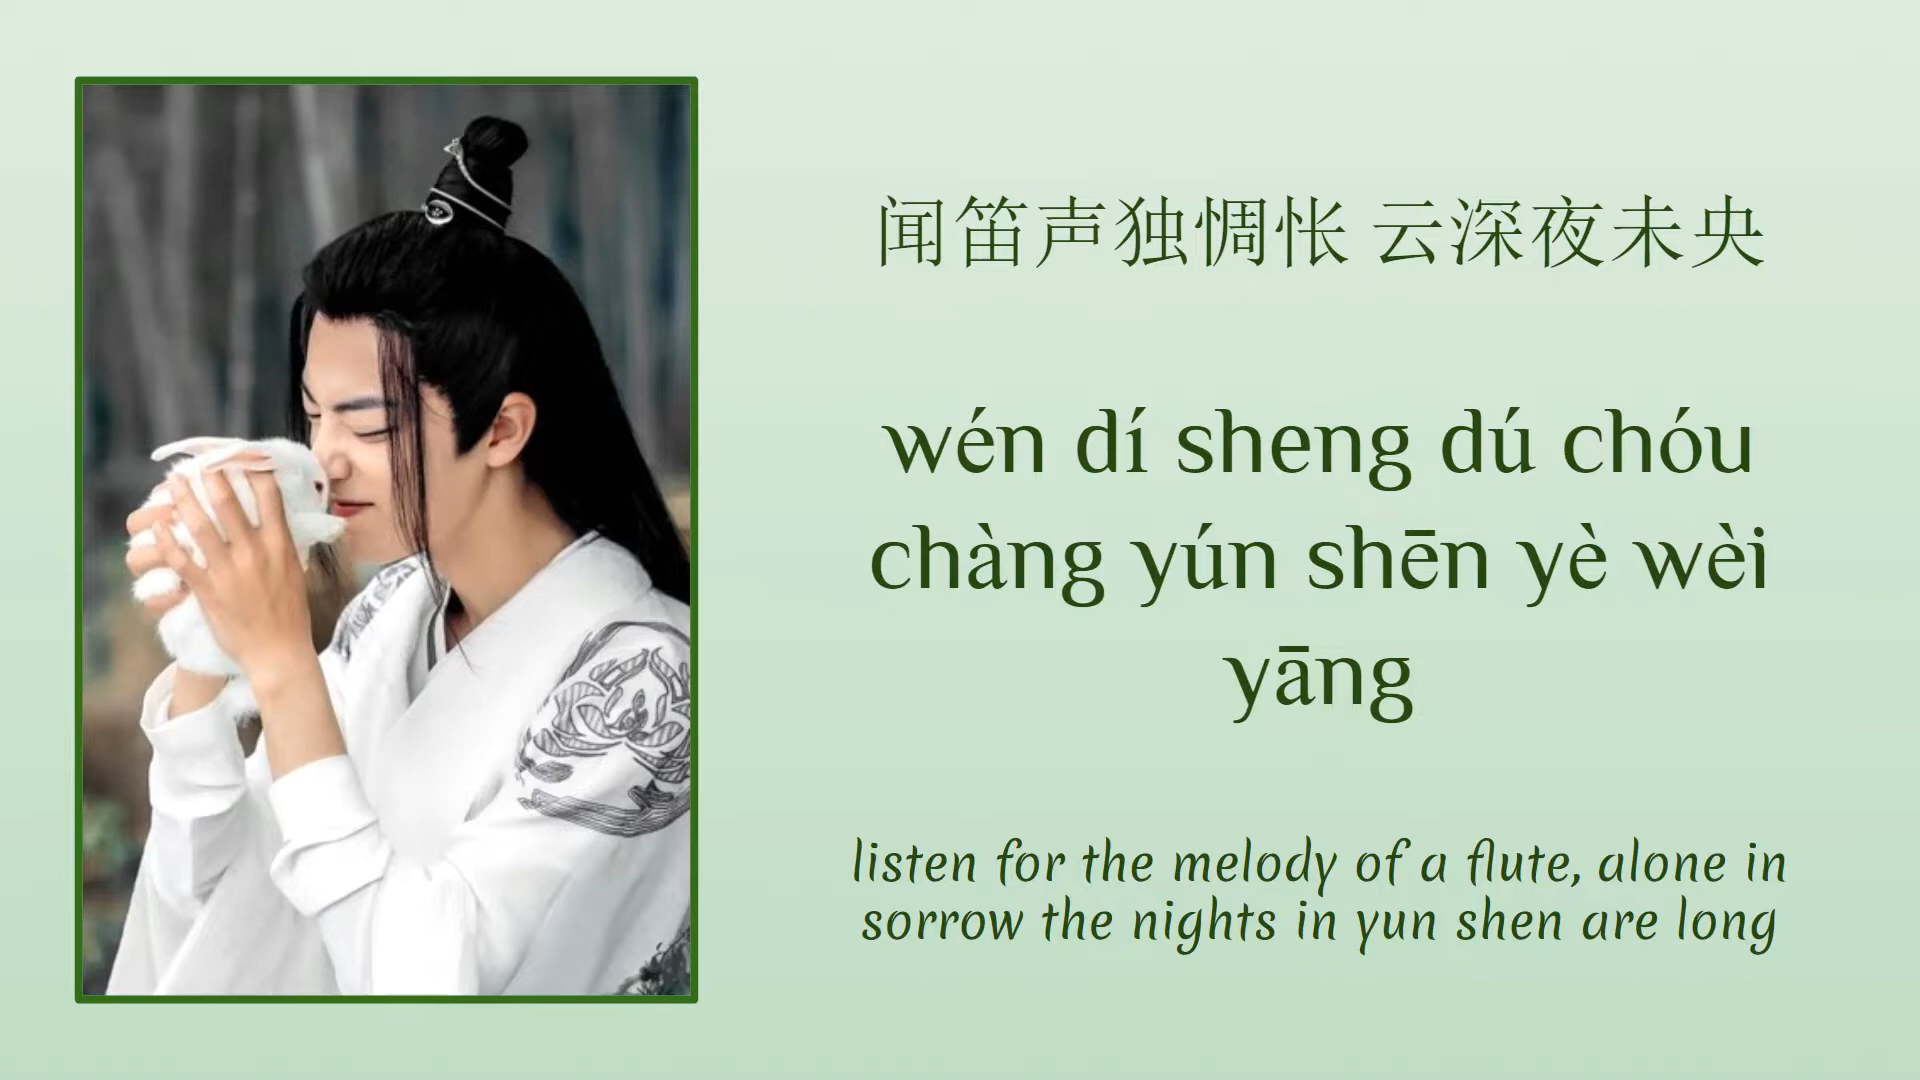 闻笛声独惆怅 云深夜未央
wén dí sheng dú chóu
chàng yún shēn yè wèi
yāng
listen for the melody of a flute, alone in
sorrow the nights in yun shen are long